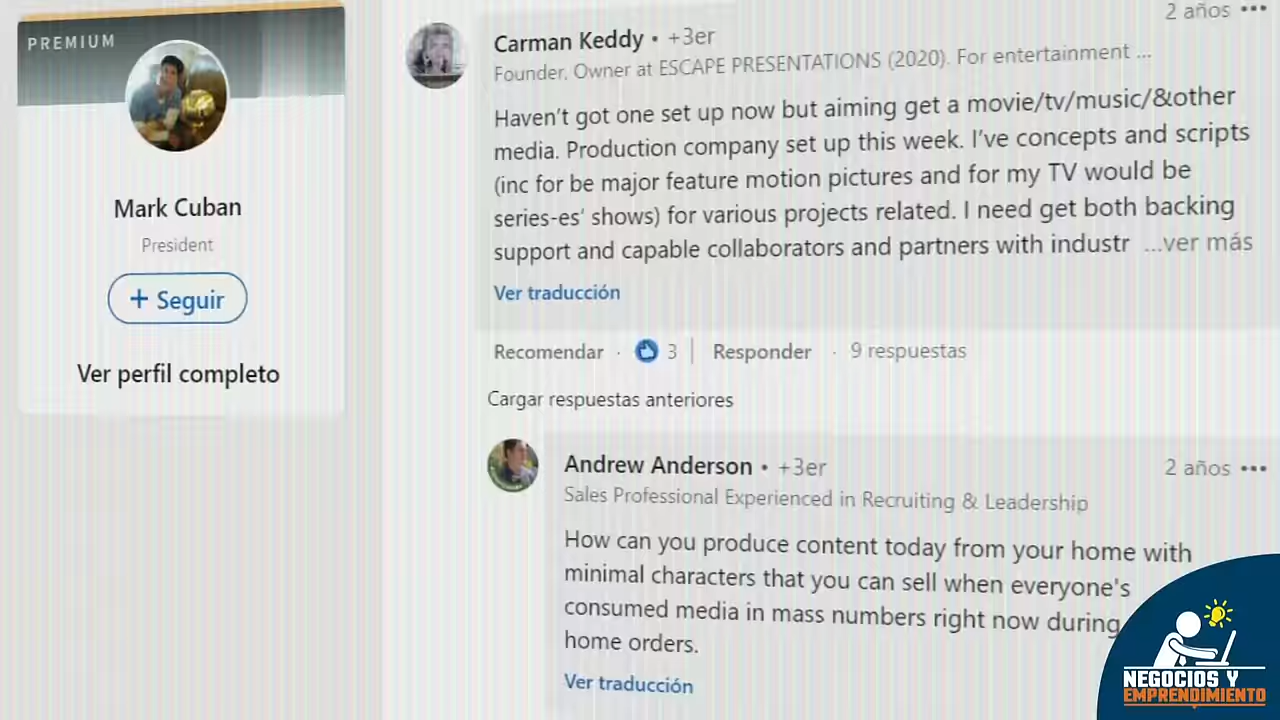 PREMIUM
Mark Cuban
President
+ Seguir
Ver perfil completo
2 años •••
Carman Keddy • +3er
Founder, Owner at ESCAPE PRESENTATIONS (2020). For entertainment ...
Haven't got one set up now but aiming get a movie/tv/music/&other
media. Production company set up this week. I've concepts and scripts
(inc for be major feature motion pictures and for my TV would be
series-es' shows) for various projects related. I need get both backing
support and capable collaborators and partners with industr ...ver más
Ver traducción
Recomendar · 3 | Responder · 9 respuestas
Cargar respuestas anteriores
Andrew Anderson • +3er
2 años •••
Sales Professional Experienced in Recruiting & Leadership
How can you produce content today from your home with
minimal characters that you can sell when everyone's
consumed media in mass numbers right now during
home orders.
Ver traducción
NEGOCIOS Y
EMPRENDIMIENTO